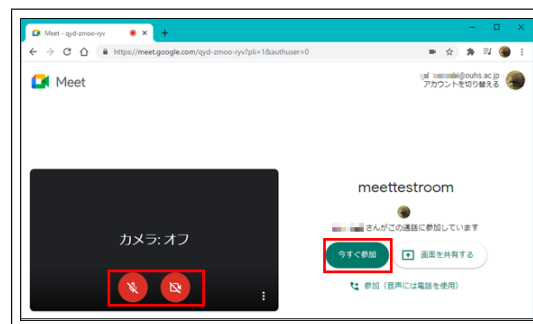 Meet - qyd-zmoo-ryv
https://meet.google.com/qyd-zmoo-ryv?pli=1&authuser=0
Meet
@ouhs.ac.jp
アカウントを切り替える
meettestroom
さんがこの通話に参加しています
カメラ: オフ
今すぐ参加
画面を共有する
参加（音声には電話を使用）